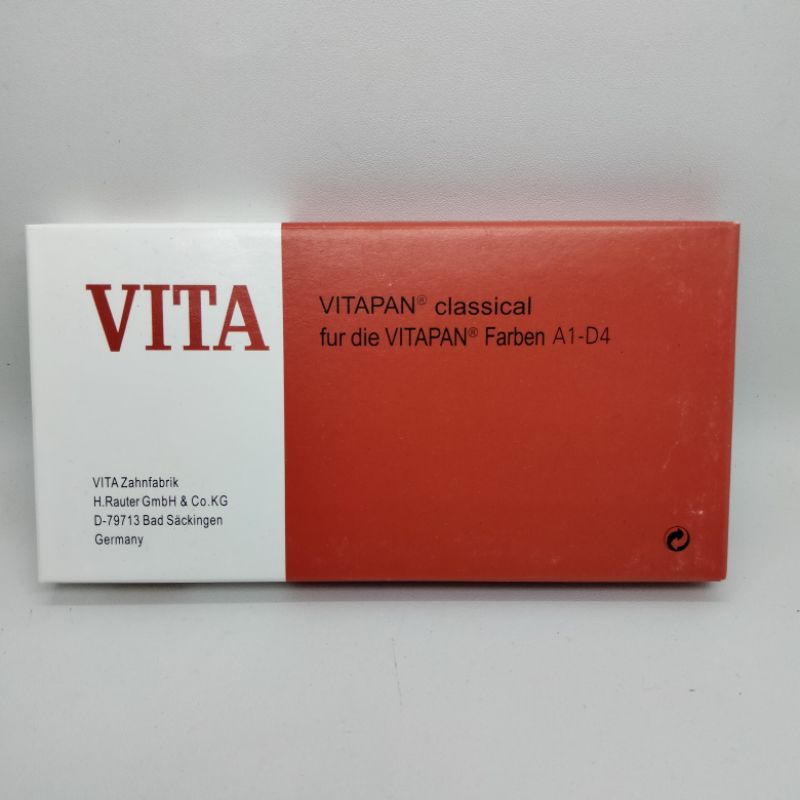 VITA
VITAPAN® classical
fur die VITAPAN® Farben A1-D4
VITA Zahnfabrik
H.Rauter GmbH & Co.KG
D-79713 Bad Säckingen
Germany